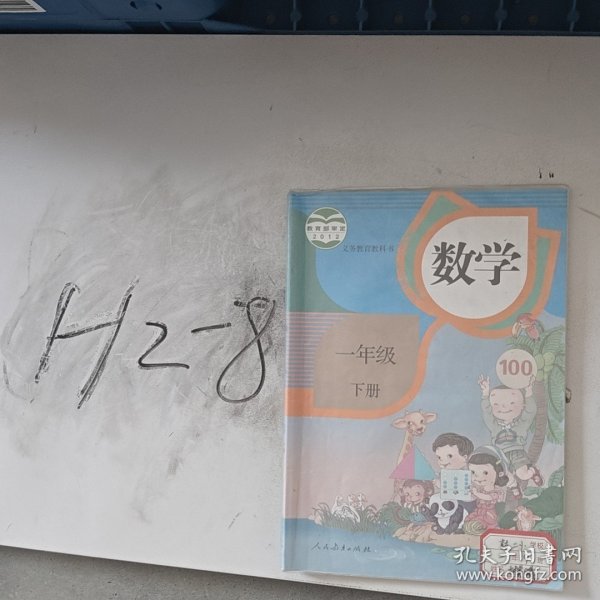 教育部审定
2012
义务教育教科书
数学
一年级
下册
100
H2-8
人民教育出版社
孔夫子旧书网
www.kongfz.com